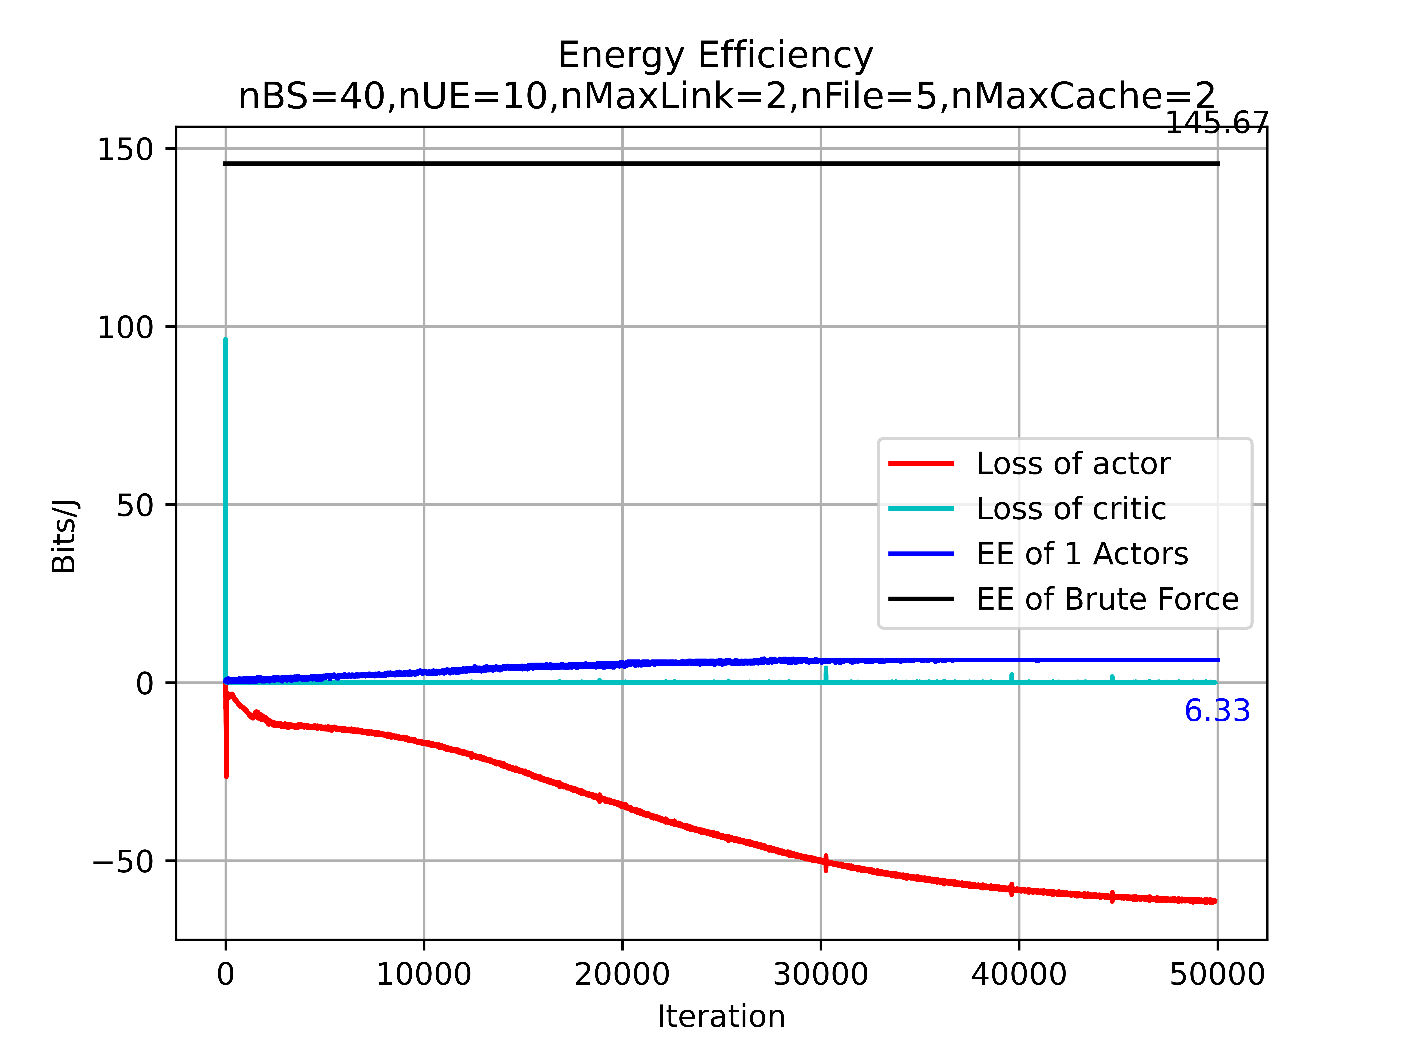 Energy Efficiency
nBS=40,nUE=10,nMaxLink=2,nFile=5,nMaxCache=2
145.67
150
100
50
0
−50
Bits/J
Loss of actor
Loss of critic
EE of 1 Actors
EE of Brute Force
6.33
0
10000
20000
30000
40000
50000
Iteration